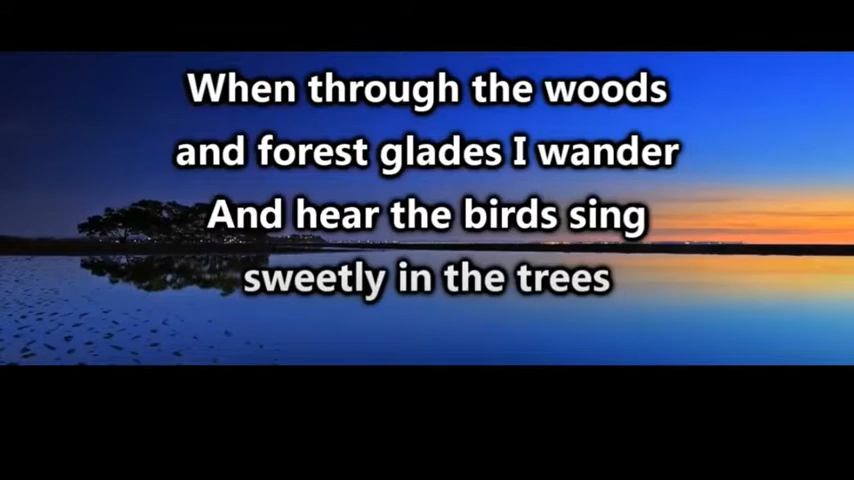 When through the woods
and forest glades I wander
And hear the birds sing
sweetly in the trees